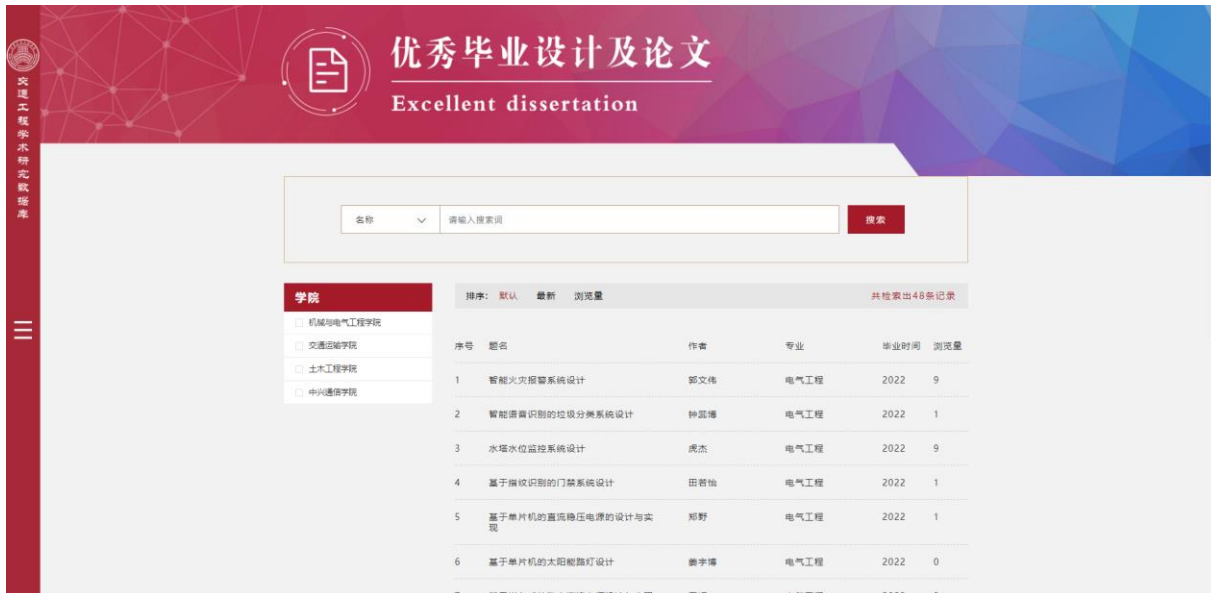 交通工程学术研究数据库
优秀毕业设计及论文
Excellent dissertation
名称
请输入搜索词
搜索
学院
机械与电气工程学院
交通运输学院
土木工程学院
中兴通信学院
排序: 默认 最新 浏览量 共检索出48条记录
序号 题名 作者 专业 毕业时间 浏览量
1 智能火灾报警系统设计 郭文伟 电气工程 2022 9
2 智能语音识别的垃圾分类系统设计 钟凯博 电气工程 2022 1
3 水塔水位监控系统设计 虎杰 电气工程 2022 9
4 基于指纹识别的门禁系统设计 田若怡 电气工程 2022 1
5 基于单片机的直流稳压电源的设计与实 郑野 电气工程 2022 1
现
6 基于单片机的太阳能路灯设计 姜宇博 电气工程 2022 0